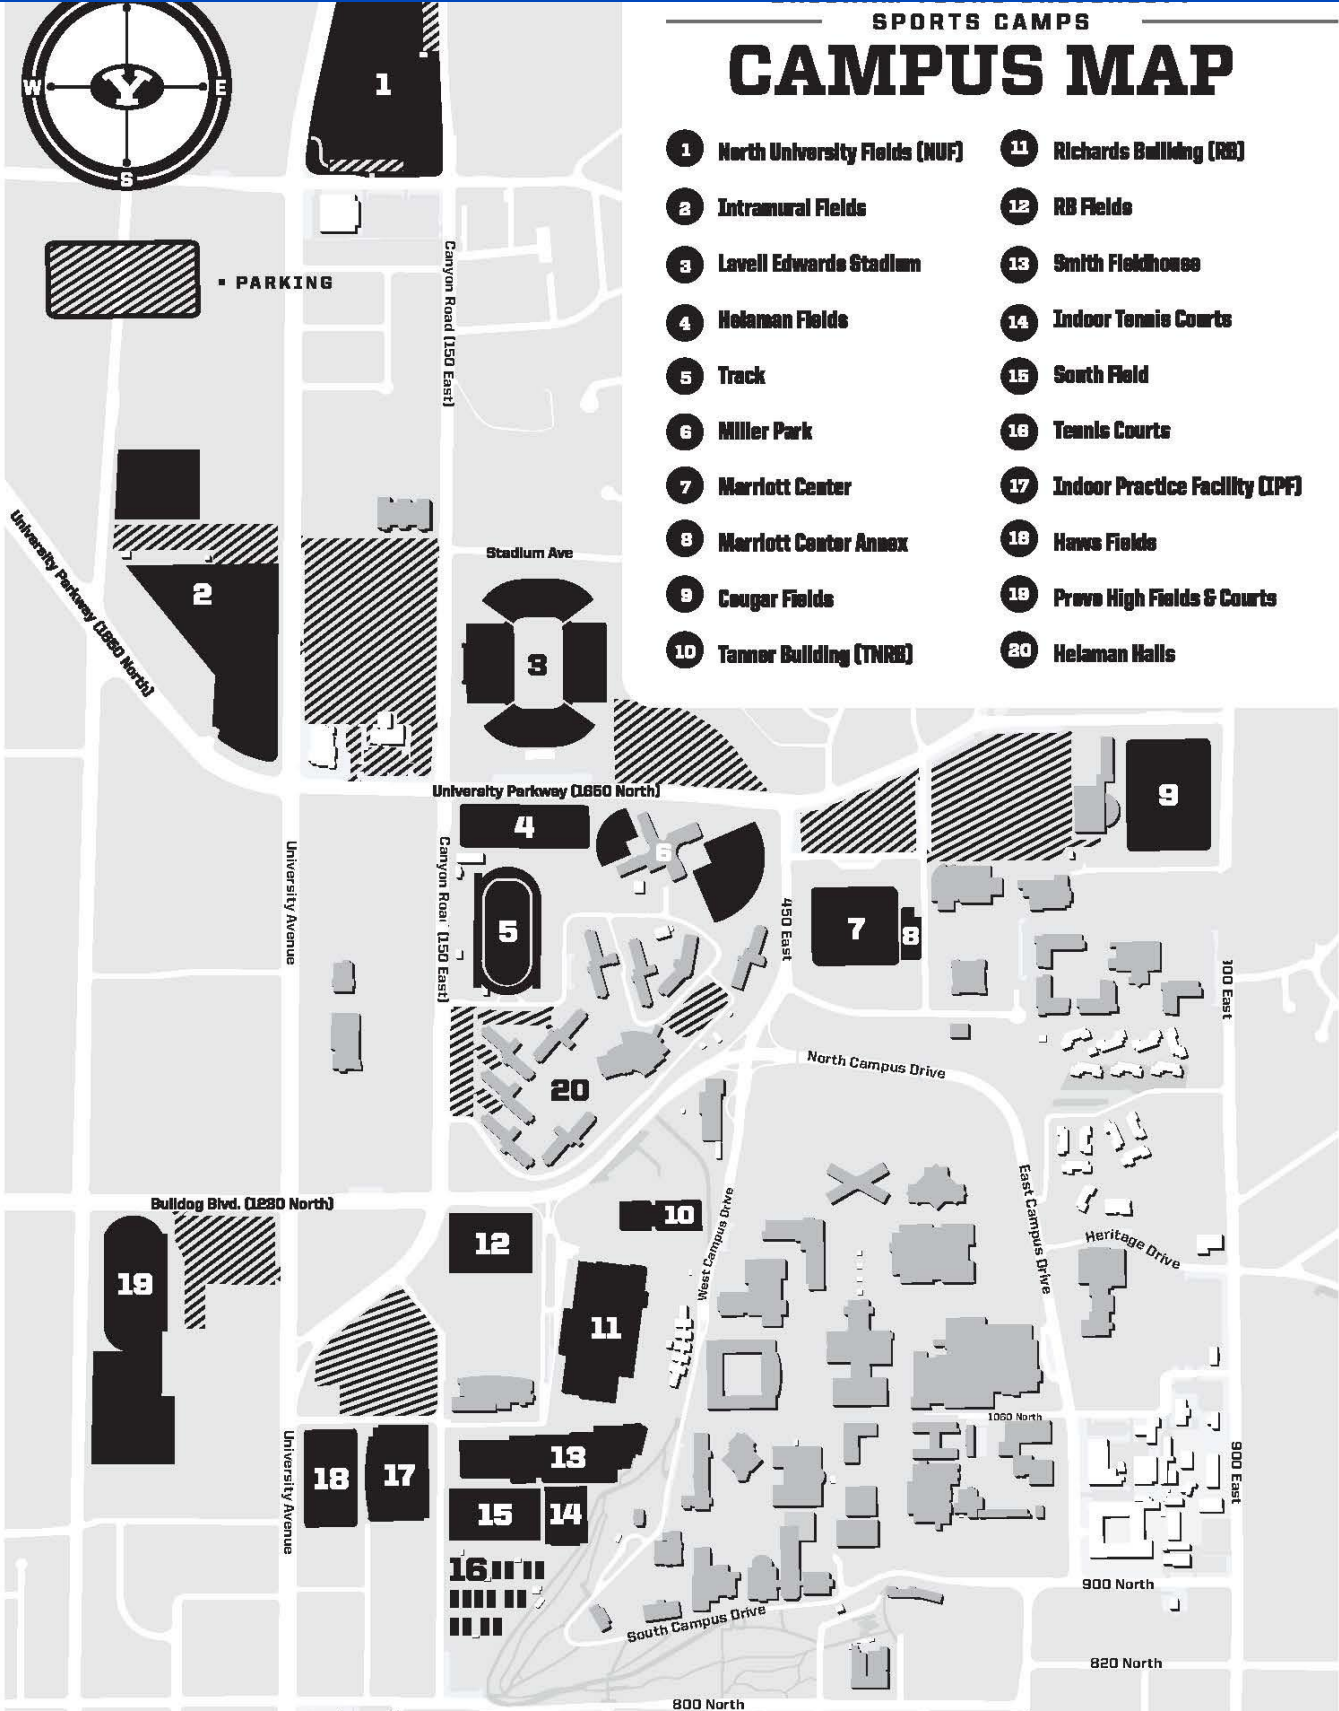 SPORTS CAMPS
CAMPUS MAP
W
Y
E
S
PARKING
1 North University Fields (NUF)
2 Intramural Fields
3 Lavell Edwards Stadium
4 Helaman Fields
5 Track
6 Miller Park
7 Marriott Center
8 Marriott Center Annex
9 Cougar Fields
10 Tanner Building (TNRB)
11 Richards Building (RB)
12 RB Fields
13 Smith Fieldhouse
14 Indoor Tennis Courts
15 South Field
16 Tennis Courts
17 Indoor Practice Facility (IPF)
18 Haws Fields
19 Provo High Fields & Courts
20 Helaman Halls
1
Canyon Road (150 East)
University Parkway (1650 North)
2
Stadium Ave
3
University Parkway (1650 North)
4
6
9
University Avenue
Canyon Road (150 East)
5
450 East
7
8
900 East
North Campus Drive
20
Bulldog Blvd. (1230 North)
10
West Campus Drive
East Campus Drive
Heritage Drive
12
19
11
1060 North
University Avenue
18
17
13
15
14
900 East
16
900 North
South Campus Drive
820 North
800 North